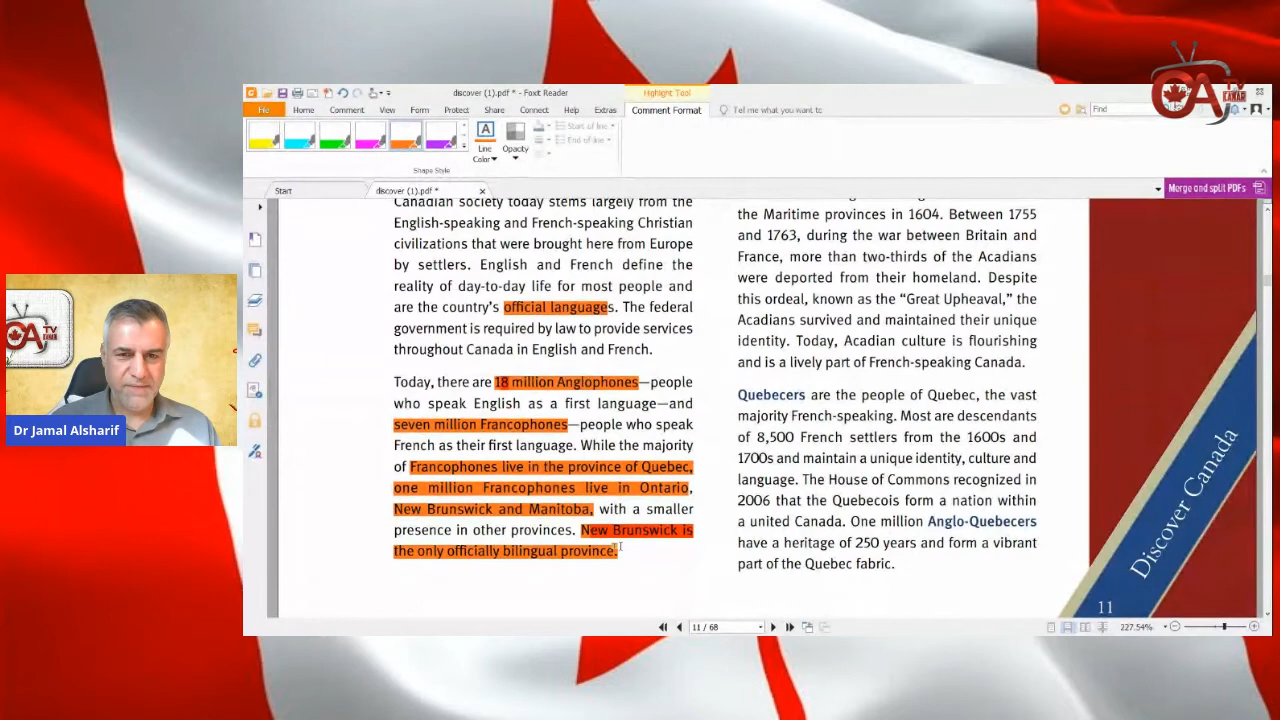 discover (1).pdf * - Foxit Reader
Highlight Tool
File
Home
Comment
View
Form
Protect
Share
Connect
Help
Extras
Comment Format
Tell me what you want to
Find
Line
Color
Opacity
Start of line
End of line
Shape Style
Start
discover (1).pdf *
Merge and split PDFs
Canadian society today stems largely from the
English-speaking and French-speaking Christian
civilizations that were brought here from Europe
by settlers. English and French define the
reality of day-to-day life for most people and
are the country's official languages. The federal
government is required by law to provide services
throughout Canada in English and French.
Today, there are 18 million Anglophones—people
who speak English as a first language—and
seven million Francophones—people who speak
French as their first language. While the majority
of Francophones live in the province of Quebec,
one million Francophones live in Ontario,
New Brunswick and Manitoba, with a smaller
presence in other provinces. New Brunswick is
the only officially bilingual province.
the Maritime provinces in 1604. Between 1755
and 1763, during the war between Britain and
France, more than two-thirds of the Acadians
were deported from their homeland. Despite
this ordeal, known as the “Great Upheaval,” the
Acadians survived and maintained their unique
identity. Today, Acadian culture is flourishing
and is a lively part of French-speaking Canada.
Quebecers are the people of Quebec, the vast
majority French-speaking. Most are descendants
of 8,500 French settlers from the 1600s and
1700s and maintain a unique identity, culture and
language. The House of Commons recognized in
2006 that the Quebecois form a nation within
a united Canada. One million Anglo-Quebecers
have a heritage of 250 years and form a vibrant
part of the Quebec fabric.
Discover Canada
11
11 / 68
227.54%
Dr Jamal Alsharif
TV